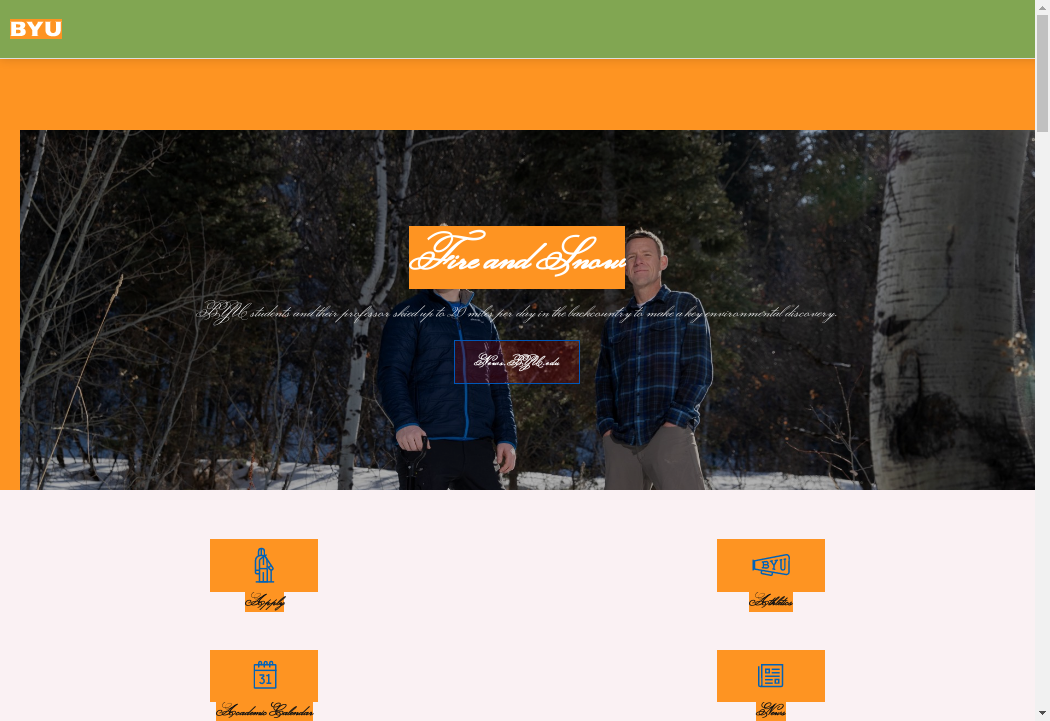 BYU
Fire and Snow
BYU students and their professor skied up to 20 miles per day in the backcountry to make a key environmental discovery.
News.BYU.edu
BYU
Apply
Athletics
31
Academic Calendar
News